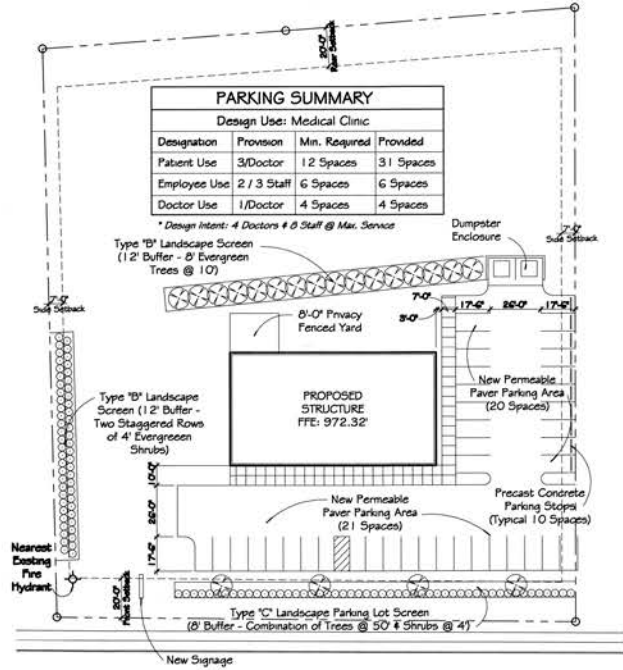 20'-0"
Rear Setback
PARKING SUMMARY
Design Use: Medical Clinic
Designation Provision Min. Required Provided
Patient Use 3/Doctor 12 Spaces 31 Spaces
Employee Use 2 / 3 Staff 6 Spaces 6 Spaces
Doctor Use 1/Doctor 4 Spaces 4 Spaces
* Design Intent: 4 Doctors & 8 Staff @ Max. Service
Type "B" Landscape Screen
(12' Buffer - 8' Evergreen
Trees @ 10')
Dumpster
Enclosure
Side Setback
Side Setback
8'-0" Privacy
Fenced Yard
7'-0"
3'-0"
17'-6"
26'-0"
17'-6"
Type "B" Landscape
Screen (12' Buffer -
Two Staggered Rows
of 4' Evergreeen
Shrubs)
PROPOSED
STRUCTURE
FFE: 972.32'
New Permeable
Paver Parking Area
(20 Spaces)
10'-0"
26'-0"
17'-6"
New Permeable
Paver Parking Area
(21 Spaces)
Precast Concrete
Parking Stops
(Typical 10 Spaces)
Nearest
Existing
Fire
Hydrant
20'-0"
Front Setback
Type "C" Landscape Parking Lot Screen
(8' Buffer - Combination of Trees @ 50' & Shrubs @ 4')
New Signage